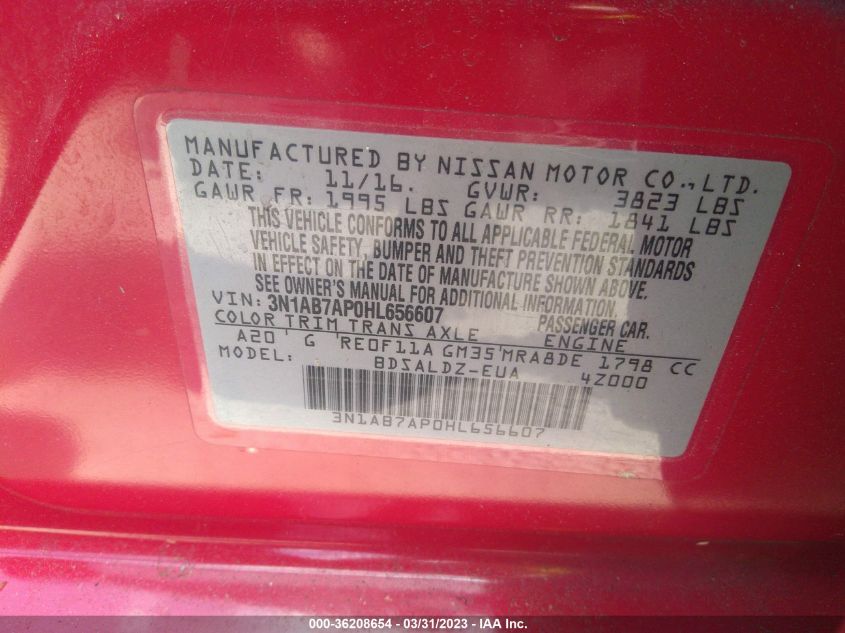 MANUFACTURED BY NISSAN MOTOR CO.,LTD.
DATE: 11/16. GVWR: 3823 LBS
GAWR FR: 1995 LBS GAWR RR: 1841 LBS
THIS VEHICLE CONFORMS TO ALL APPLICABLE FEDERAL MOTOR
VEHICLE SAFETY, BUMPER AND THEFT PREVENTION STANDARDS
IN EFFECT ON THE DATE OF MANUFACTURE SHOWN ABOVE.
SEE OWNER'S MANUAL FOR ADDITIONAL INFORMATION.
VIN: 3N1AB7AP0HL656607 PASSENGER CAR.
COLOR TRIM TRANS AXLE ENGINE
A20 G RE0F11A GM35 MRA8DE 1798 CC
MODEL: BDSALDZ-EUA 4Z000
3N1AB7AP0HL656607
000-36208654 - 03/31/2023 - IAA Inc.